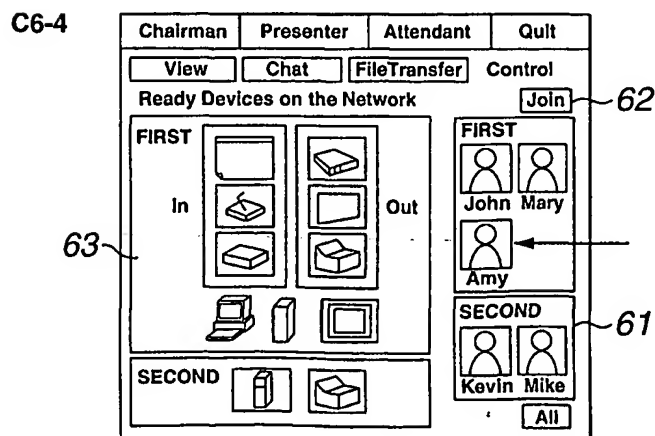 C6-4
Chairman Presenter Attendant Quit
View Chat FileTransfer Control
Ready Devices on the Network Join 62
FIRST
In Out
63
SECOND
FIRST
John Mary
Amy
SECOND 61
Kevin Mike
All